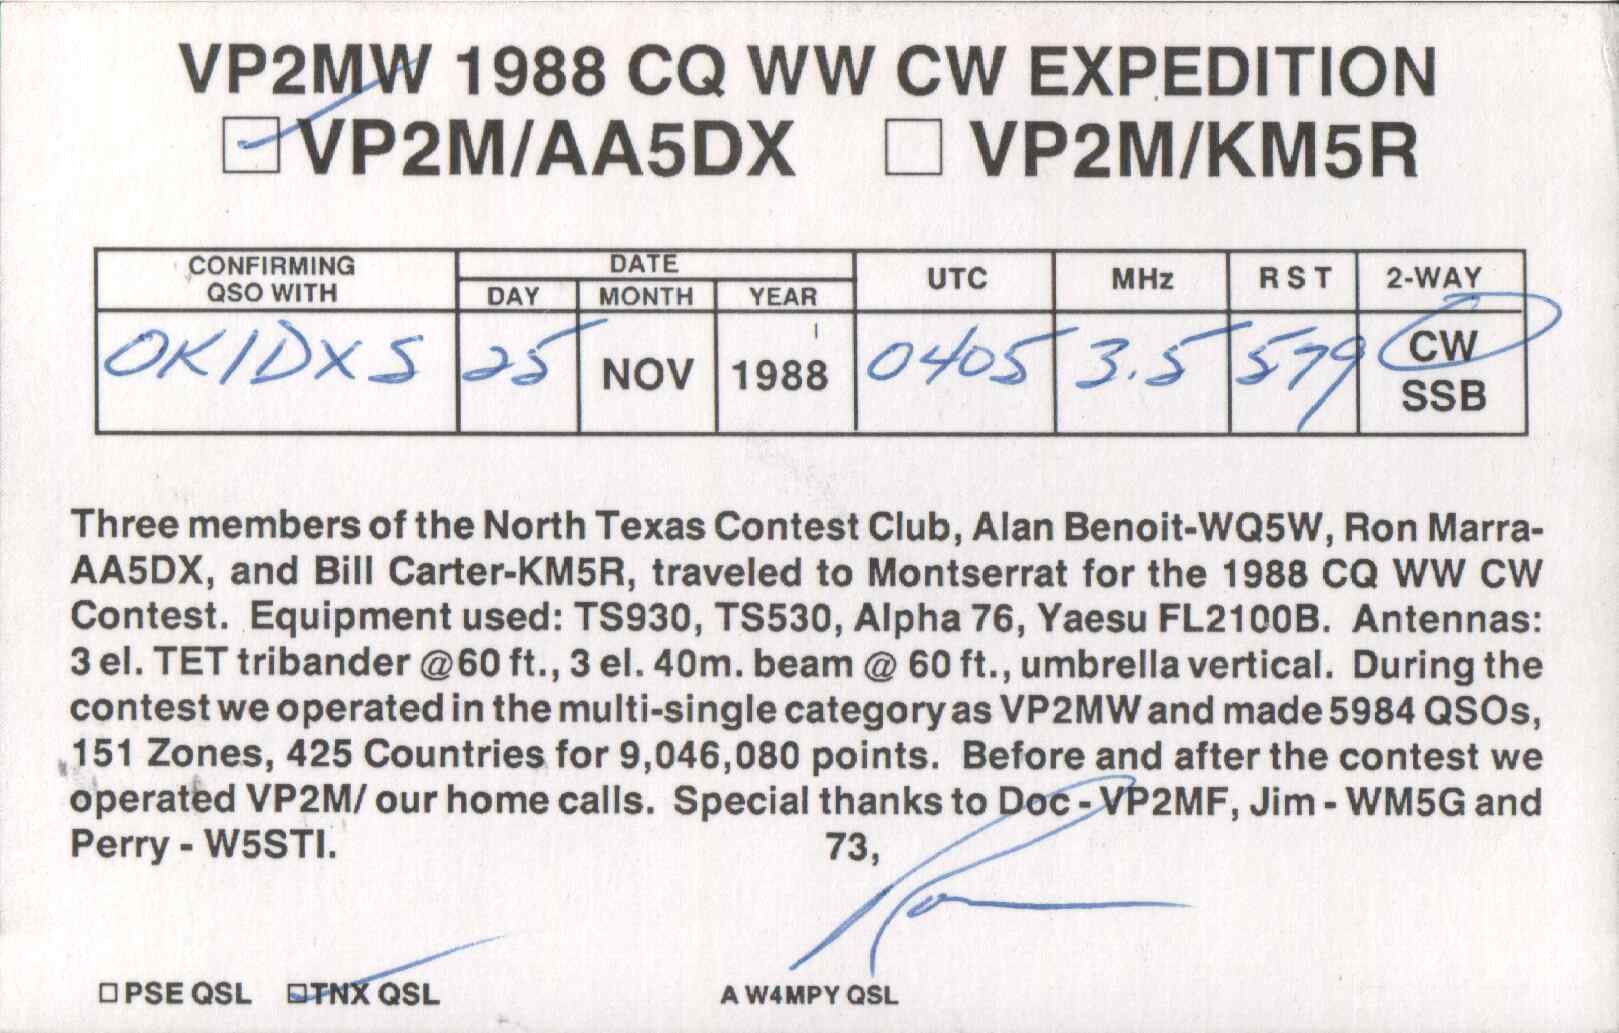 VP2MW 1988 CQ WW CW EXPEDITION
VP2M/AA5DX VP2M/KM5R
CONFIRMING QSO WITH DATE DAY MONTH YEAR UTC MHz RST 2-WAY
OK1DXS 25 NOV 1988 0405 3.5 579 CW
SSB
Three members of the North Texas Contest Club, Alan Benoit-WQ5W, Ron Marra-
AA5DX, and Bill Carter-KM5R, traveled to Montserrat for the 1988 CQ WW CW
Contest. Equipment used: TS930, TS530, Alpha 76, Yaesu FL2100B. Antennas:
3 el. TET tribander @ 60 ft., 3 el. 40m. beam @ 60 ft., umbrella vertical. During the
contest we operated in the multi-single category as VP2MW and made 5984 QSOs,
151 Zones, 425 Countries for 9,046,080 points. Before and after the contest we
operated VP2M/ our home calls. Special thanks to Doc - VP2MF, Jim - WM5G and
Perry - W5STI. 73,
Ron
PSE QSL TNX QSL A W4MPY QSL